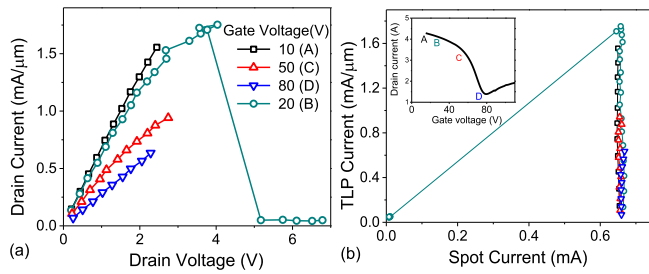 Gate Voltage(V)
10 (A)
50 (C)
80 (D)
20 (B)
0.0
0.5
1.0
1.5
0
2
4
6
Drain Current (mA/μm)
Drain Voltage (V)
(a)
TLP Current (mA/μm)
0.0
0.4
0.8
1.2
1.6
0.0
0.2
0.4
0.6
Spot Current (mA)
(b)
Drain current (A)
1
2
3
4
5
A
B
C
D
0
40
80
Gate voltage (V)